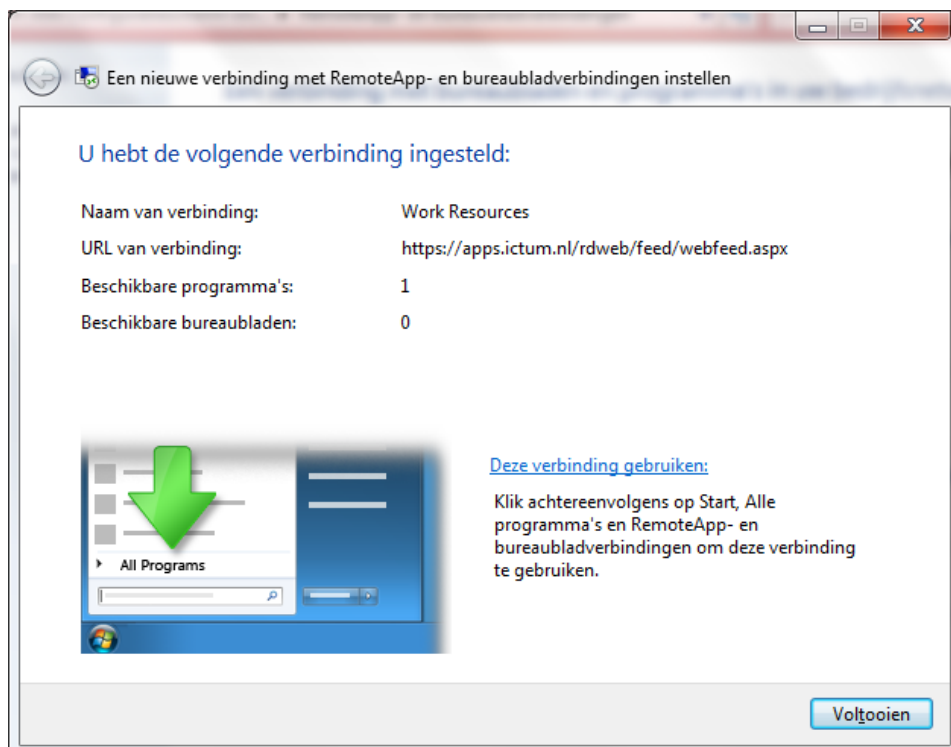 Een nieuwe verbinding met RemoteApp- en bureaubladverbindingen instellen
U hebt de volgende verbinding ingesteld:
Naam van verbinding: Work Resources
URL van verbinding: https://apps.ictum.nl/rdweb/feed/webfeed.aspx
Beschikbare programma's: 1
Beschikbare bureaubladen: 0
All Programs
Deze verbinding gebruiken:
Klik achtereenvolgens op Start, Alle
programma's en RemoteApp- en
bureaubladverbindingen om deze verbinding
te gebruiken.
Voltooien